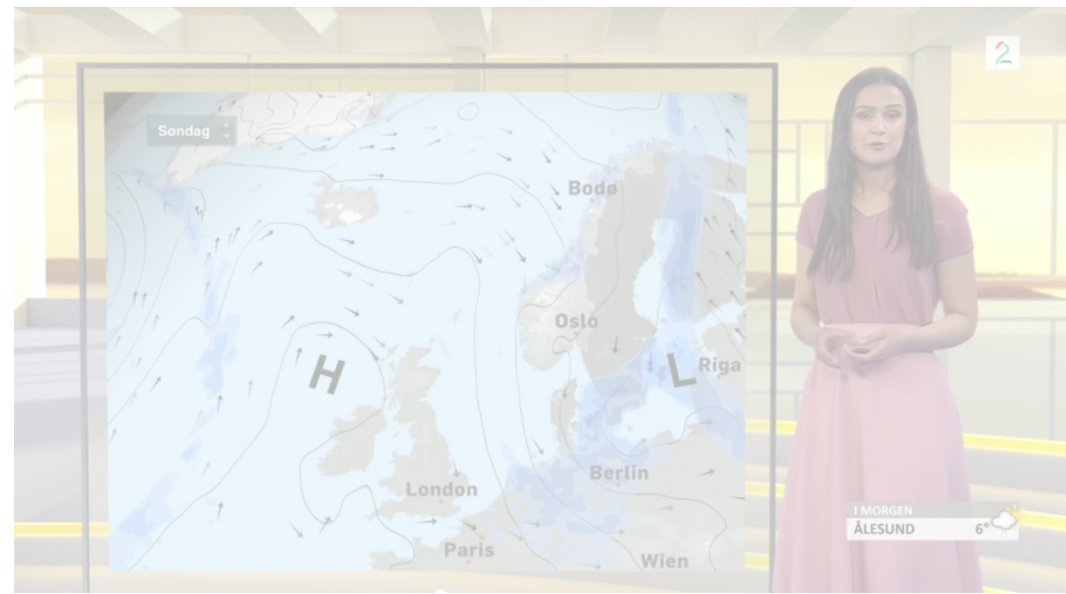 2
Søndag
Bodø
Oslo
H
L
Riga
Berlin
London
Paris
Wien
I MORGEN
ÅLESUND 6°